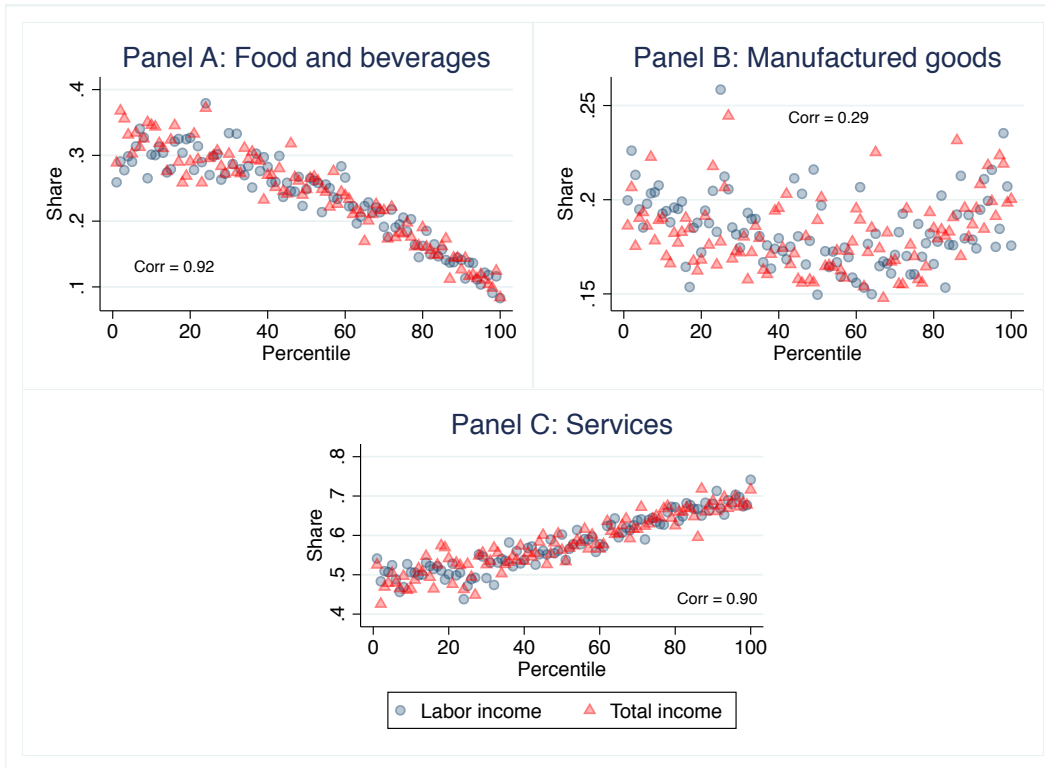 Panel A: Food and beverages
.4
.3
.2
.1
Share
Corr = 0.92
0 20 40 60 80 100
Percentile
Panel B: Manufactured goods
.25
.2
.15
Share
Corr = 0.29
0 20 40 60 80 100
Percentile
Panel C: Services
.8
.7
.6
.5
.4
Share
Corr = 0.90
0 20 40 60 80 100
Percentile
Labor income Total income